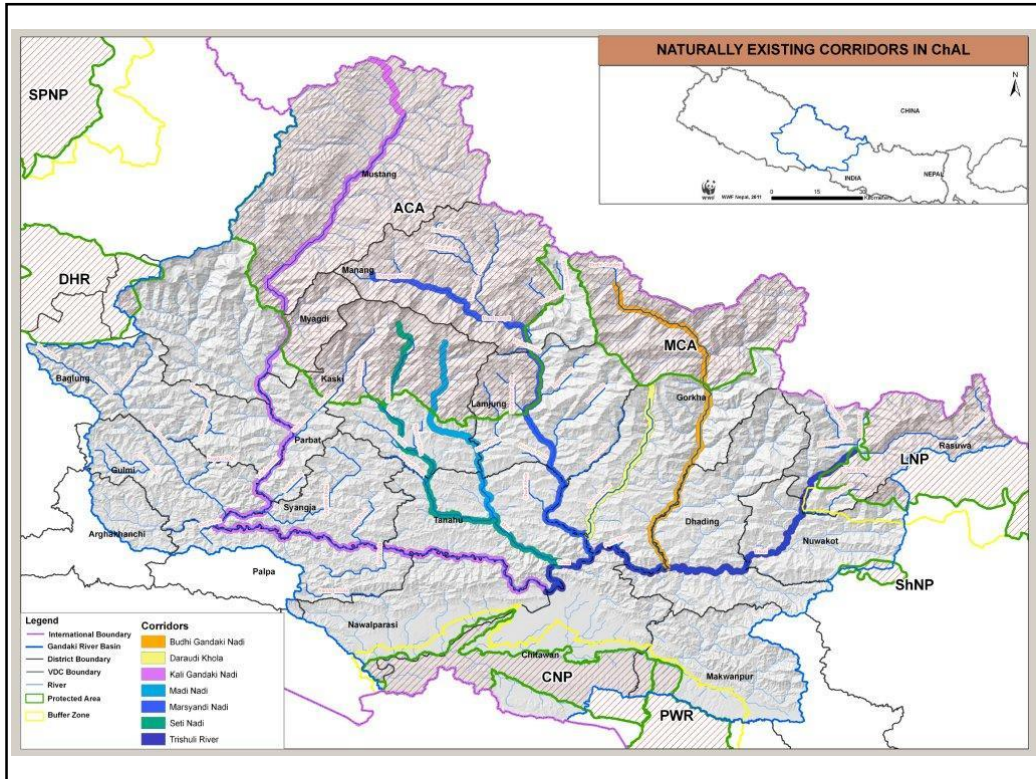 NATURALLY EXISTING CORRIDORS IN ChAL
N
CHINA
INDIA
NEPAL
WWF
WWF Nepal, 2011
0 15 30
SPNP
Mustang
ACA
DHR
Manang
Myagdi
MCA
Baglung
Kaski
Lamjung
Gorkha
Parbat
Rasuwa
LNP
Gulmi
Syangja
Tanahu
Dhading
Nuwakot
Arghakhanchi
Palpa
ShNP
Nawalparasi
Chitawan
CNP
Makwanpur
PWR
Legend
International Boundary
Gandaki River Basin
District Boundary
VDC Boundary
River
Protected Area
Buffer Zone
Corridors
Budhi Gandaki Nadi
Daraudi Khola
Kali Gandaki Nadi
Madi Nadi
Marsyandi Nadi
Seti Nadi
Trishuli River